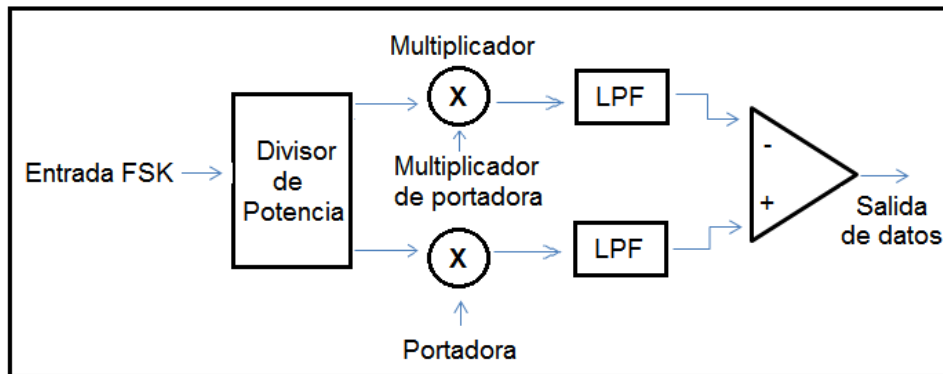 Multiplicador
X
LPF
Entrada FSK
Divisor
de
Potencia
Multiplicador
de portadora
-
+
Salida
de datos
X
LPF
Portadora